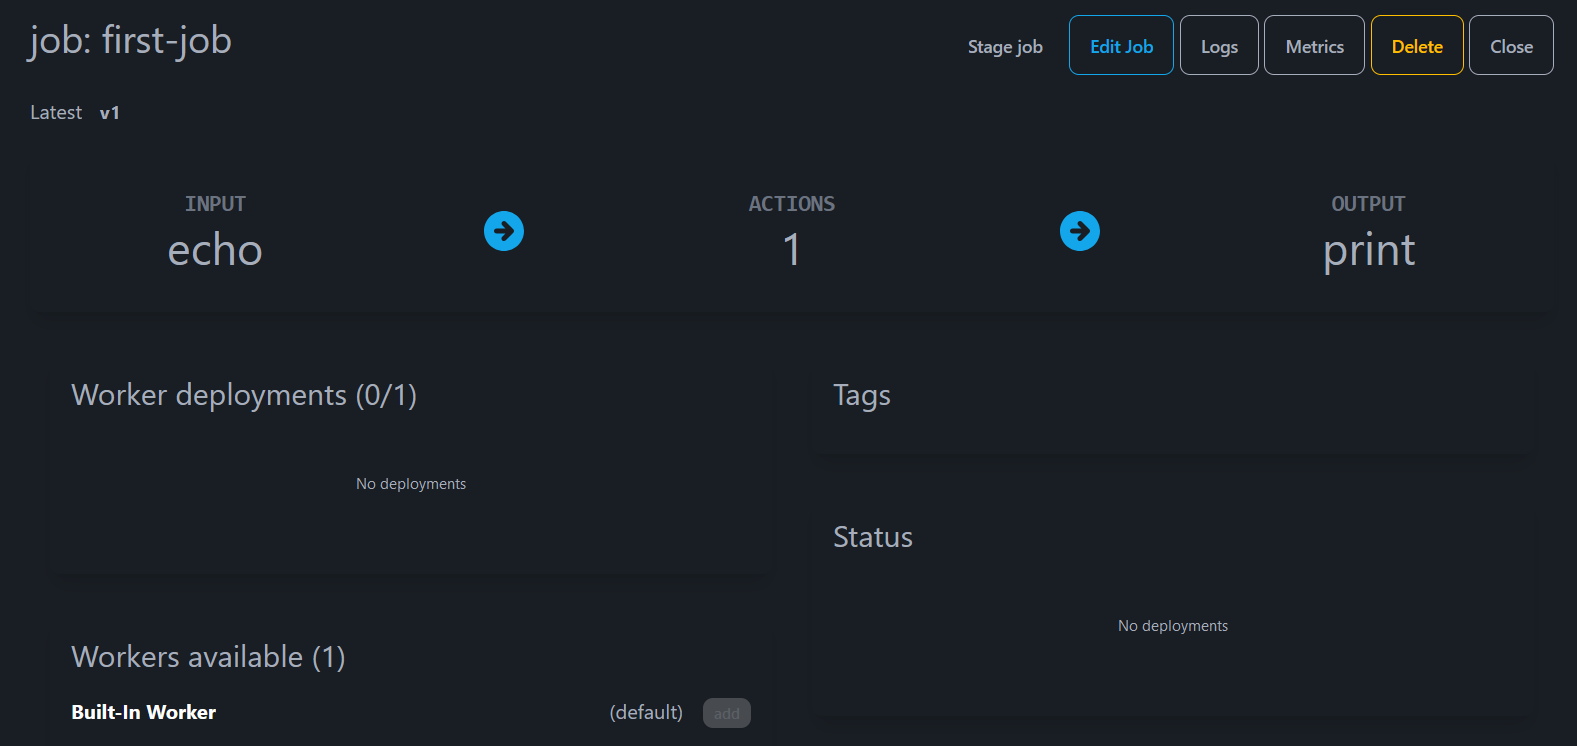 job: first-job
Stage job Edit Job Logs Metrics Delete Close
Latest v1
INPUT ACTIONS OUTPUT
echo 1 print
Worker deployments (0/1)
No deployments
Tags
Status
No deployments
Workers available (1)
Built-In Worker (default) add